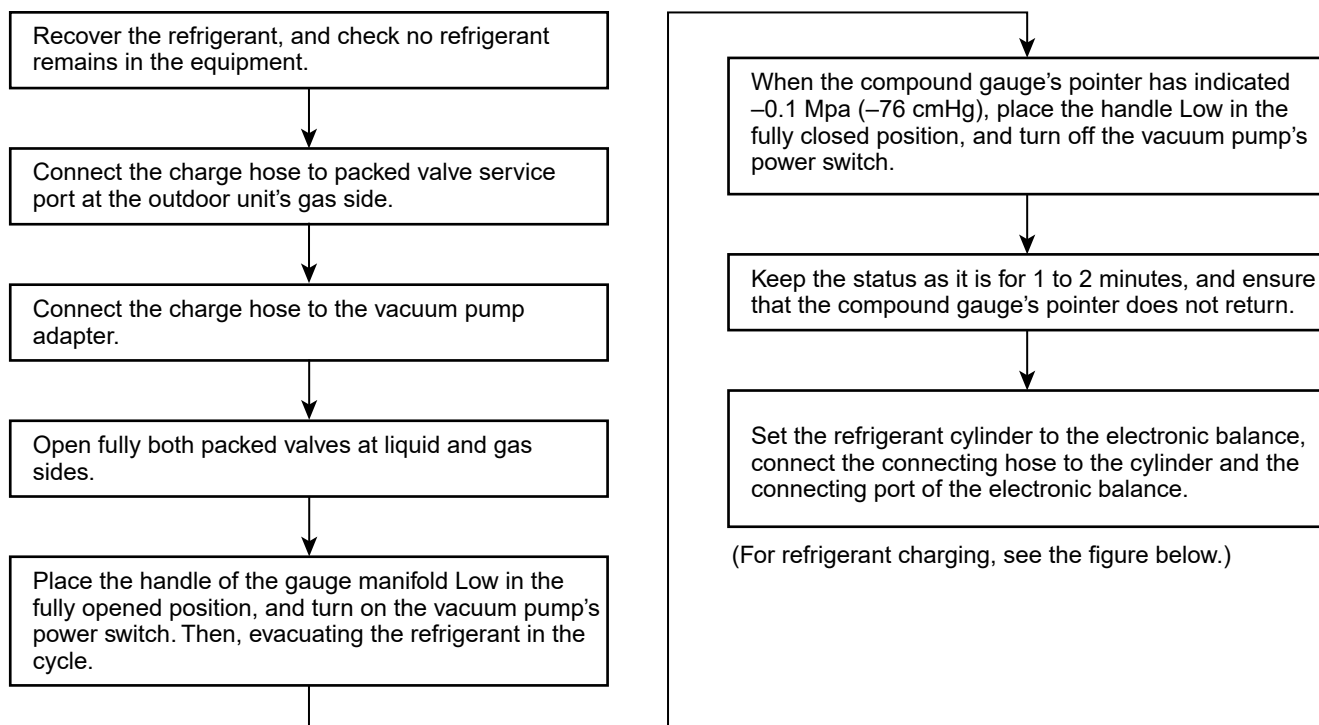 Recover the refrigerant, and check no refrigerant
remains in the equipment.
Connect the charge hose to packed valve service
port at the outdoor unit's gas side.
Connect the charge hose to the vacuum pump
adapter.
Open fully both packed valves at liquid and gas
sides.
Place the handle of the gauge manifold Low in the
fully opened position, and turn on the vacuum pump's
power switch. Then, evacuating the refrigerant in the
cycle.
When the compound gauge's pointer has indicated
–0.1 Mpa (–76 cmHg), place the handle Low in the
fully closed position, and turn off the vacuum pump's
power switch.
Keep the status as it is for 1 to 2 minutes, and ensure
that the compound gauge's pointer does not return.
Set the refrigerant cylinder to the electronic balance,
connect the connecting hose to the cylinder and the
connecting port of the electronic balance.
(For refrigerant charging, see the figure below.)